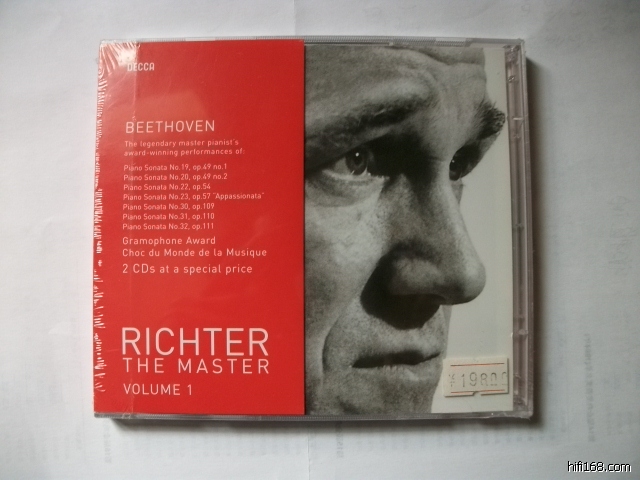 DECCA
BEETHOVEN
The legendary master pianist's
award-winning performances of:
Piano Sonata No.19, op.49 no.1
Piano Sonata No.20, op.49 no.2
Piano Sonata No.22, op.54
Piano Sonata No.23, op.57 "Appassionata"
Piano Sonata No.30, op.109
Piano Sonata No.31, op.110
Piano Sonata No.32, op.111
Gramophone Award
Choc du Monde de la Musique
2 CDs at a special price
RICHTER
THE MASTER
VOLUME 1
hifi168.com